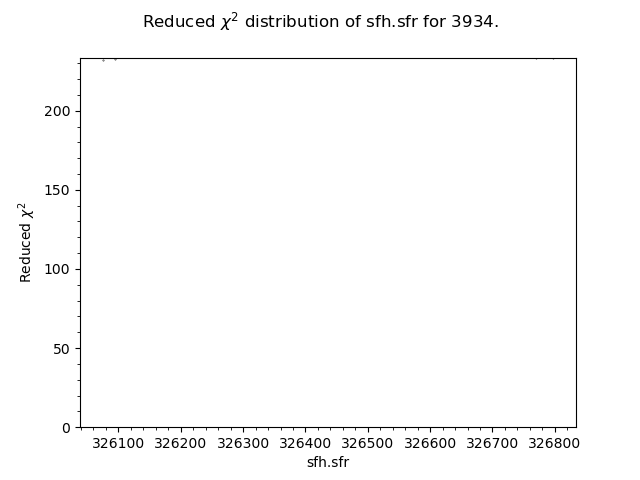 Reduced χ² distribution of sfh.sfr for 3934.
200
150
100
50
0
Reduced χ²
326100 326200 326300 326400 326500 326600 326700 326800
sfh.sfr